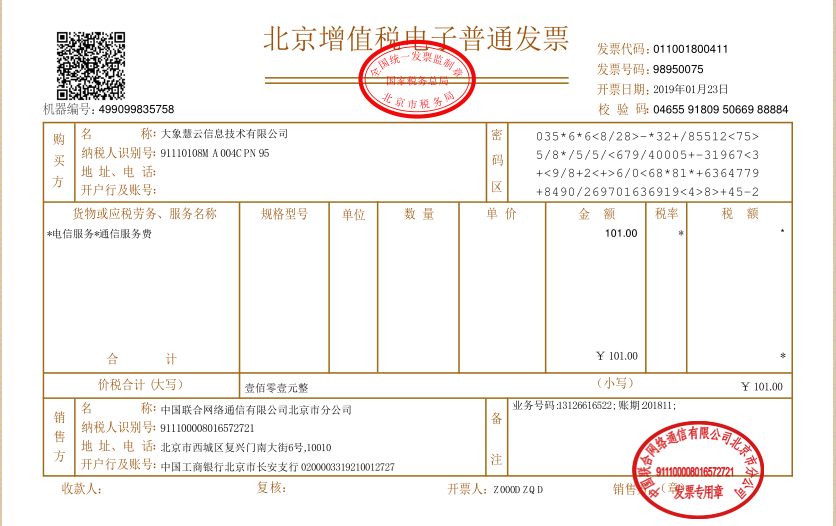 北京增值税电子普通发票
全国统一发票监制章
国家税务总局
北京市税务局
发票代码: 011001800411
发票号码: 98950075
开票日期: 2019年01月23日
机器编号: 499099835758
校 验 码: 04655 91809 50669 88884
购买方
名 称: 大象慧云信息技术有限公司
纳税人识别号: 91110108MA004CPN95
地 址、电 话:
开户行及账号:
密码区
035*6*6<8/28>-*32+/85512<75>
5/8*/5/5/<679/40005+-31967<3
+<9/8+2<+>6/0<68*81*+6364779
+8490/269701636919<4>8>+45-2
货物或应税劳务、服务名称 规格型号 单位 数 量 单 价 金 额 税率 税 额
*电信服务*通信服务费 101.00 * *
合 计 ￥101.00 *
价税合计 (大写) 壹佰零壹元整 (小写) ￥101.00
销售方
名 称: 中国联合网络通信有限公司北京市分公司
纳税人识别号: 911100008016572721
地 址、电 话: 北京市西城区复兴门南大街6号,10010
开户行及账号: 中国工商银行北京市长安支行 0200003319210012727
备注
业务号码:13126616522; 账期:201811;
中国联合网络通信有限公司北京市分公司
911100008016572721
发票专用章
收款人: 复核: 开票人: Z000DZQD 销售方: (章)